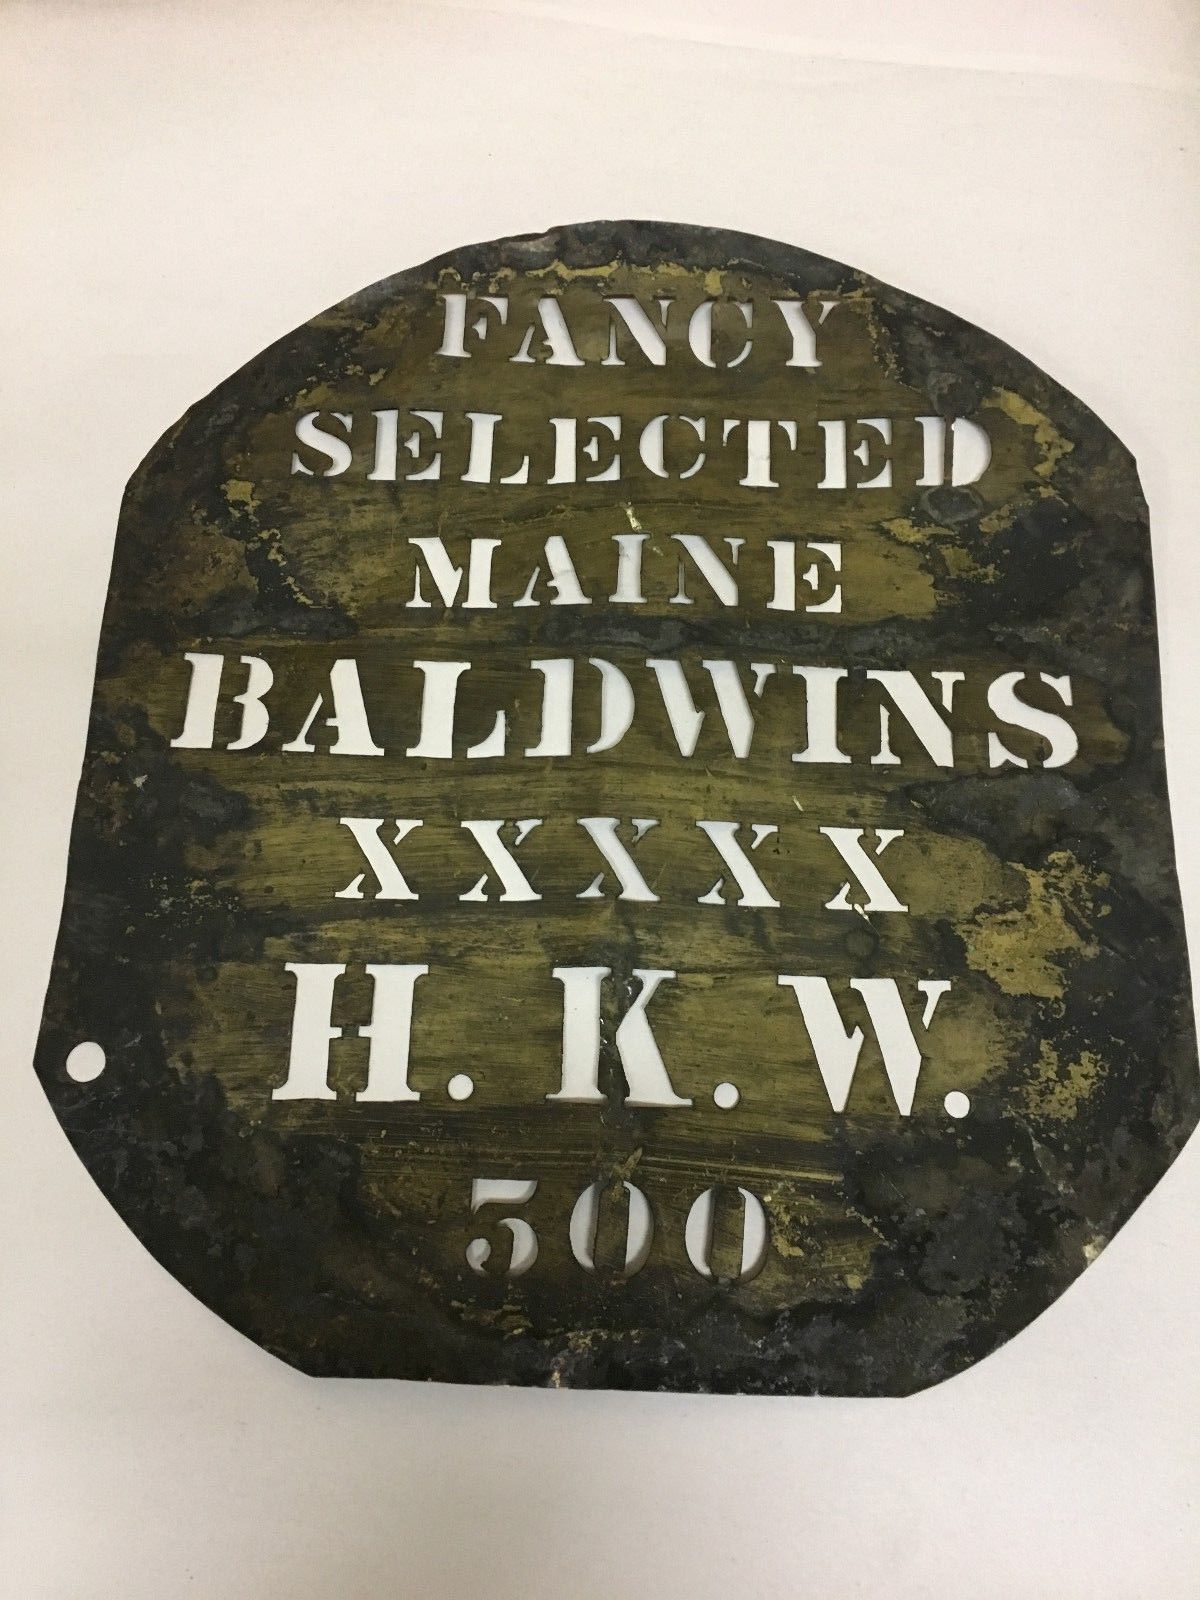 FANCY
SELECTED
MAINE
BALDWINS
XXXXX
H. K. W.
500